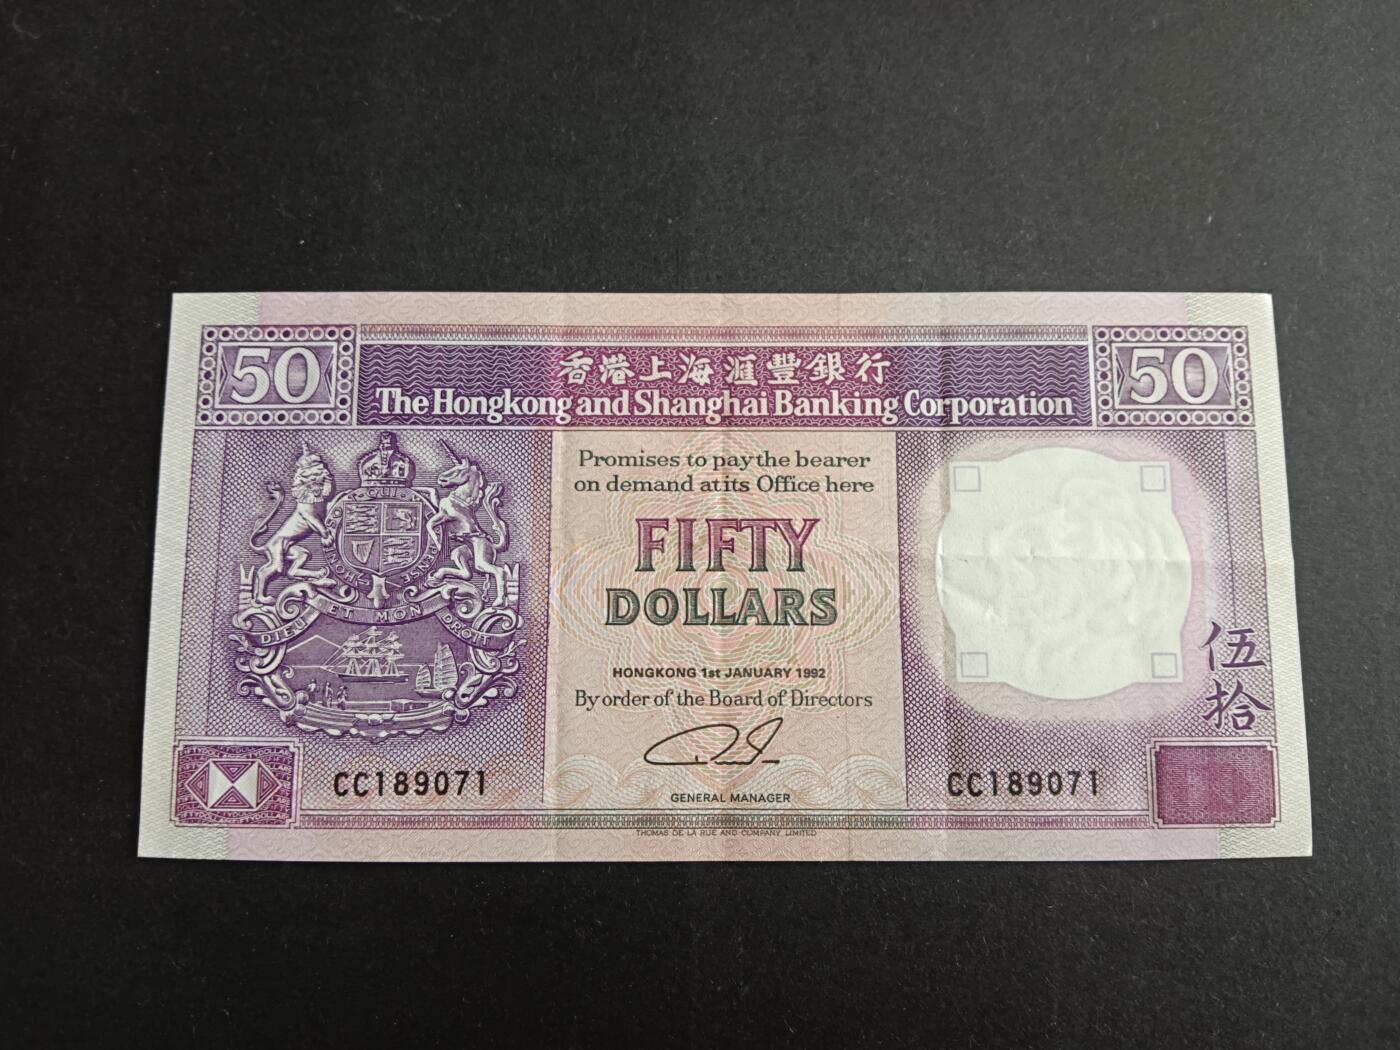 50
香港上海滙豐銀行
50
The Hongkong and Shanghai Banking Corporation
Promises to pay the bearer
on demand at its Office here
FIFTY
DOLLARS
HONGKONG 1st JANUARY 1992
By order of the Board of Directors
GENERAL MANAGER
DIEU ET MON DROIT
伍拾
CC189071
CC189071
THOMAS DE LA RUE AND COMPANY LIMITED